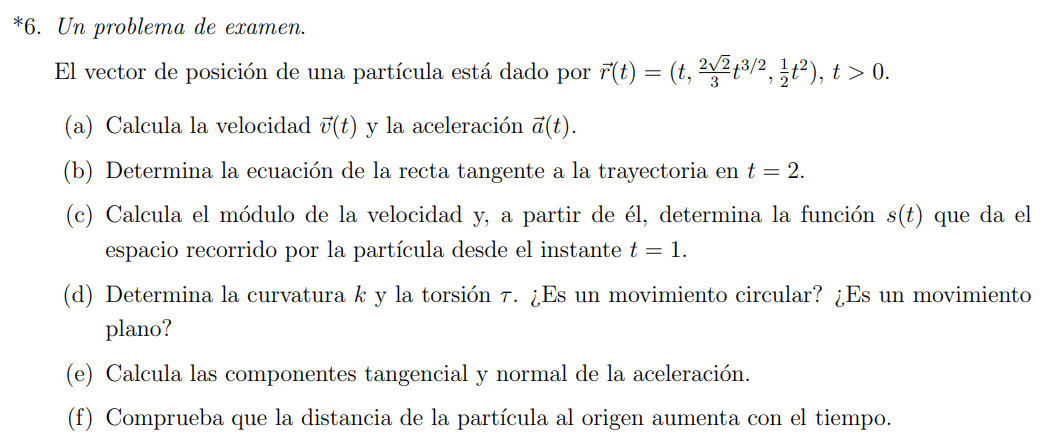 *6. Un problema de examen.
El vector de posición de una partícula está dado por $\vec{r}(t) = (t, \frac{2\sqrt{2}}{3}t^{3/2}, \frac{1}{2}t^2)$, $t > 0$.
(a) Calcula la velocidad $\vec{v}(t)$ y la aceleración $\vec{a}(t)$.
(b) Determina la ecuación de la recta tangente a la trayectoria en $t = 2$.
(c) Calcula el módulo de la velocidad y, a partir de él, determina la función $s(t)$ que da el
espacio recorrido por la partícula desde el instante $t = 1$.
(d) Determina la curvatura $k$ y la torsión $\tau$. ¿Es un movimiento circular? ¿Es un movimiento
plano?
(e) Calcula las componentes tangencial y normal de la aceleración.
(f) Comprueba que la distancia de la partícula al origen aumenta con el tiempo.